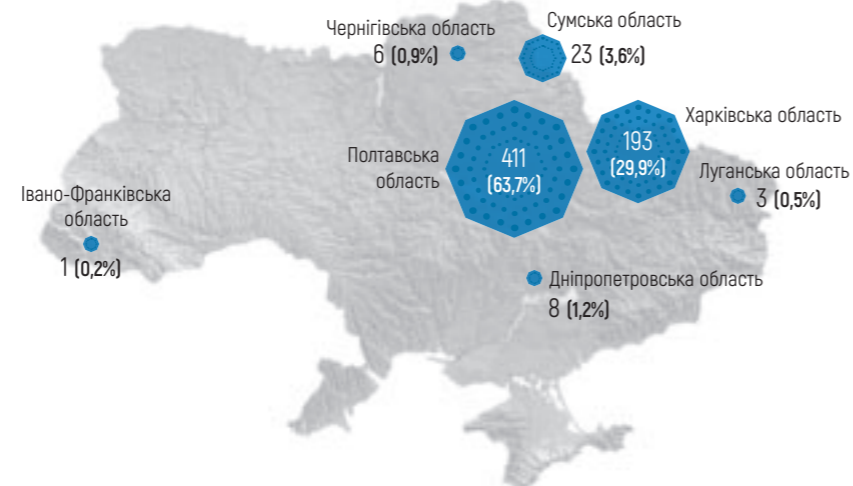 Чернігівська область
6 (0,9%)
Сумська область
23 (3,6%)
Полтавська
область
411
(63,7%)
Харківська область
193
(29,9%)
Луганська область
3 (0,5%)
Івано-Франківська
область
1 (0,2%)
Дніпропетровська область
8 (1,2%)